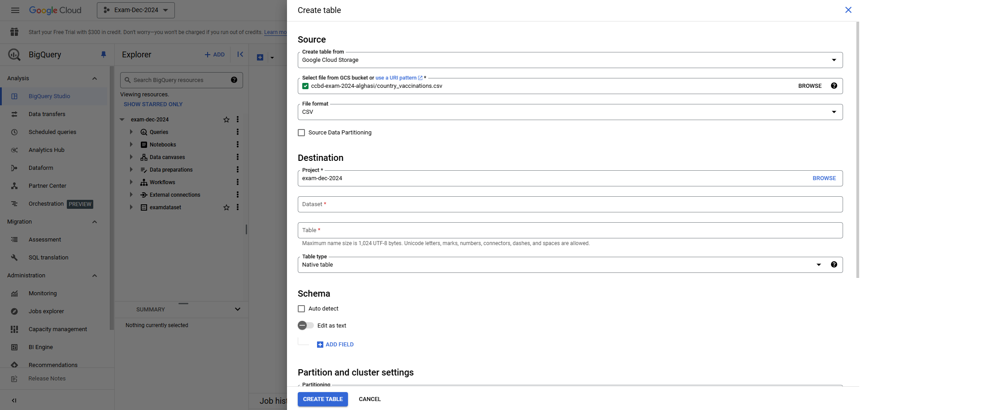 Google Cloud
Exam-Dec-2024
Start your Free Trial with $300 in credit. Don't worry—you won't be charged if you run out of credits. Learn mo
BigQuery
Analysis
BigQuery Studio
Data transfers
Scheduled queries
Analytics Hub
Dataform
Partner Center
Orchestration PREVIEW
Migration
Assessment
SQL translation
Administration
Monitoring
Jobs explorer
Capacity management
BI Engine
Recommendations
Release Notes
Explorer
ADD
Search BigQuery resources
Viewing resources.
SHOW STARRED ONLY
exam-dec-2024
Queries
Notebooks
Data canvases
Data preparations
Workflows
External connections
examdataset
SUMMARY
Nothing currently selected
Job hist
Create table
Source
Create table from
Google Cloud Storage
Select file from GCS bucket or use a URI pattern *
ccbd-exam-2024-alghasi/country_vaccinations.csv
BROWSE
File format
CSV
Source Data Partitioning
Destination
Project *
exam-dec-2024
BROWSE
Dataset *
Table *
Maximum name size is 1,024 UTF-8 bytes. Unicode letters, marks, numbers, connectors, dashes, and spaces are allowed.
Table type
Native table
Schema
Auto detect
Edit as text
ADD FIELD
Partition and cluster settings
Partitioning
CREATE TABLE
CANCEL